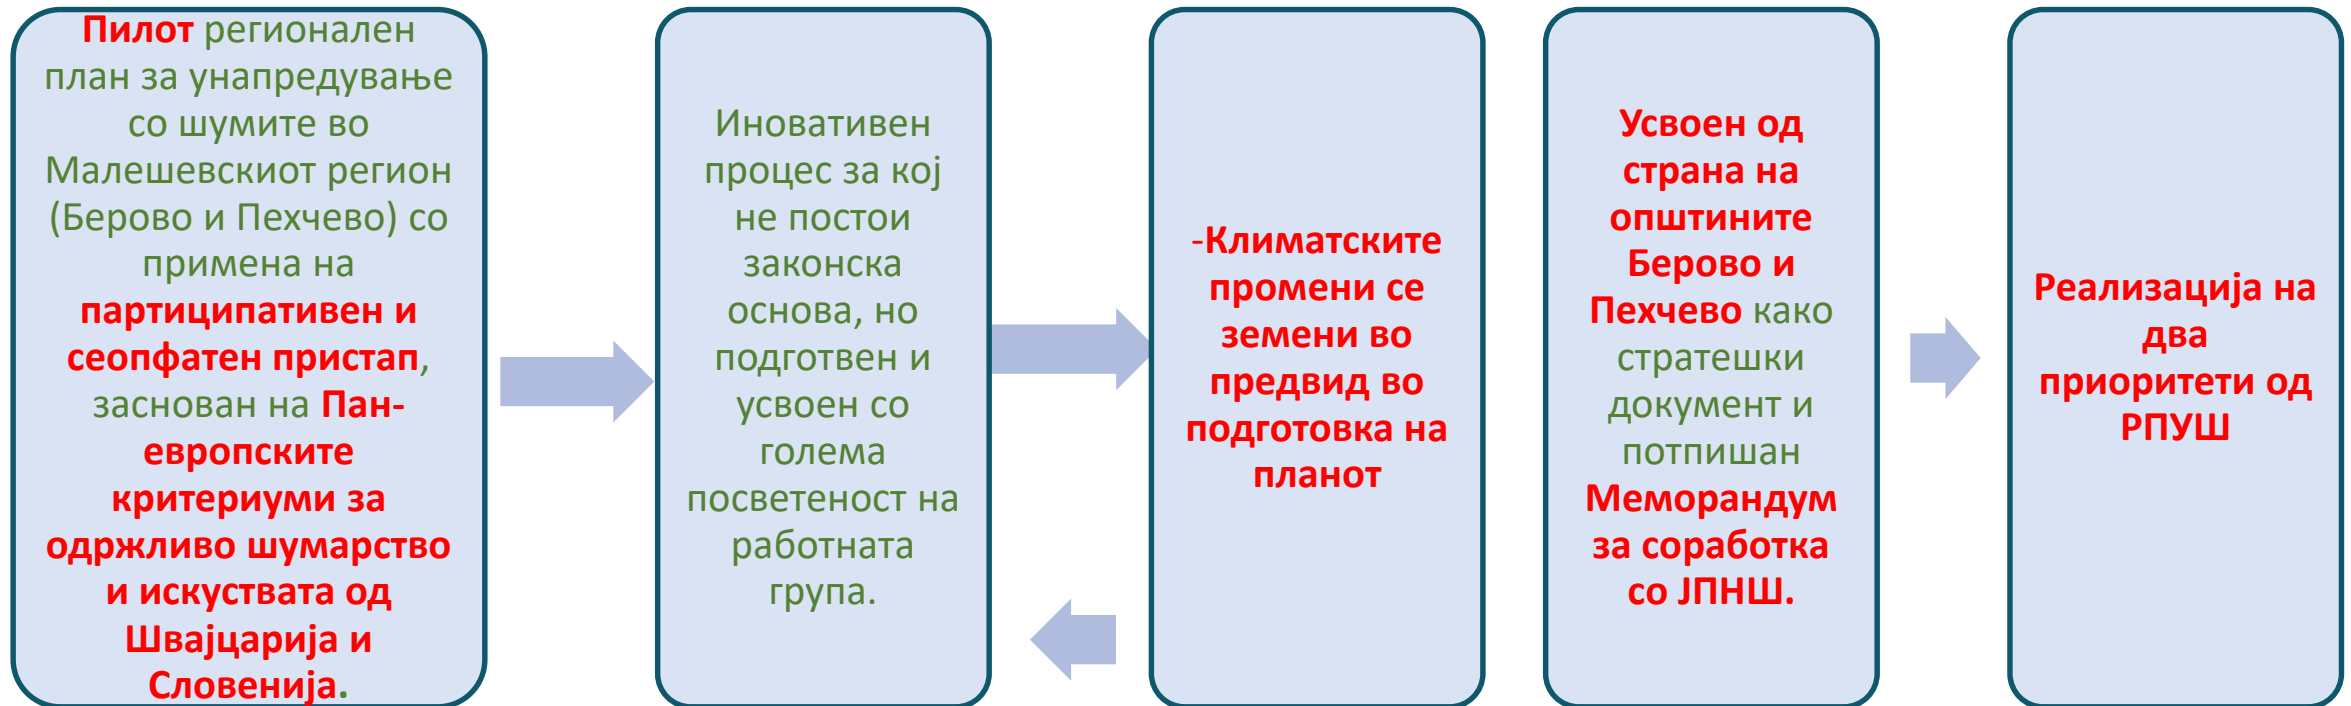 Пилот регионален
план за унапредување
со шумите во
Малешевскиот регион
(Берово и Пехчево) со
примена на
партиципативен и
сеопфатен пристап,
заснован на Пан-
европските
критериуми за
одржливо шумарство
и искуствата од
Швајцарија и
Словенија.
Иновативен
процес за кој
не постои
законска
основа, но
подготвен и
усвоен со
голема
посветеност на
работната
група.
-Климатските
промени се
земени во
предвид во
подготовка на
планот
Усвоен од
страна на
општините
Берово и
Пехчево како
стратешки
документ и
потпишан
Меморандум
за соработка
со ЈПНШ.
Реализација на
два
приоритети од
РПУШ